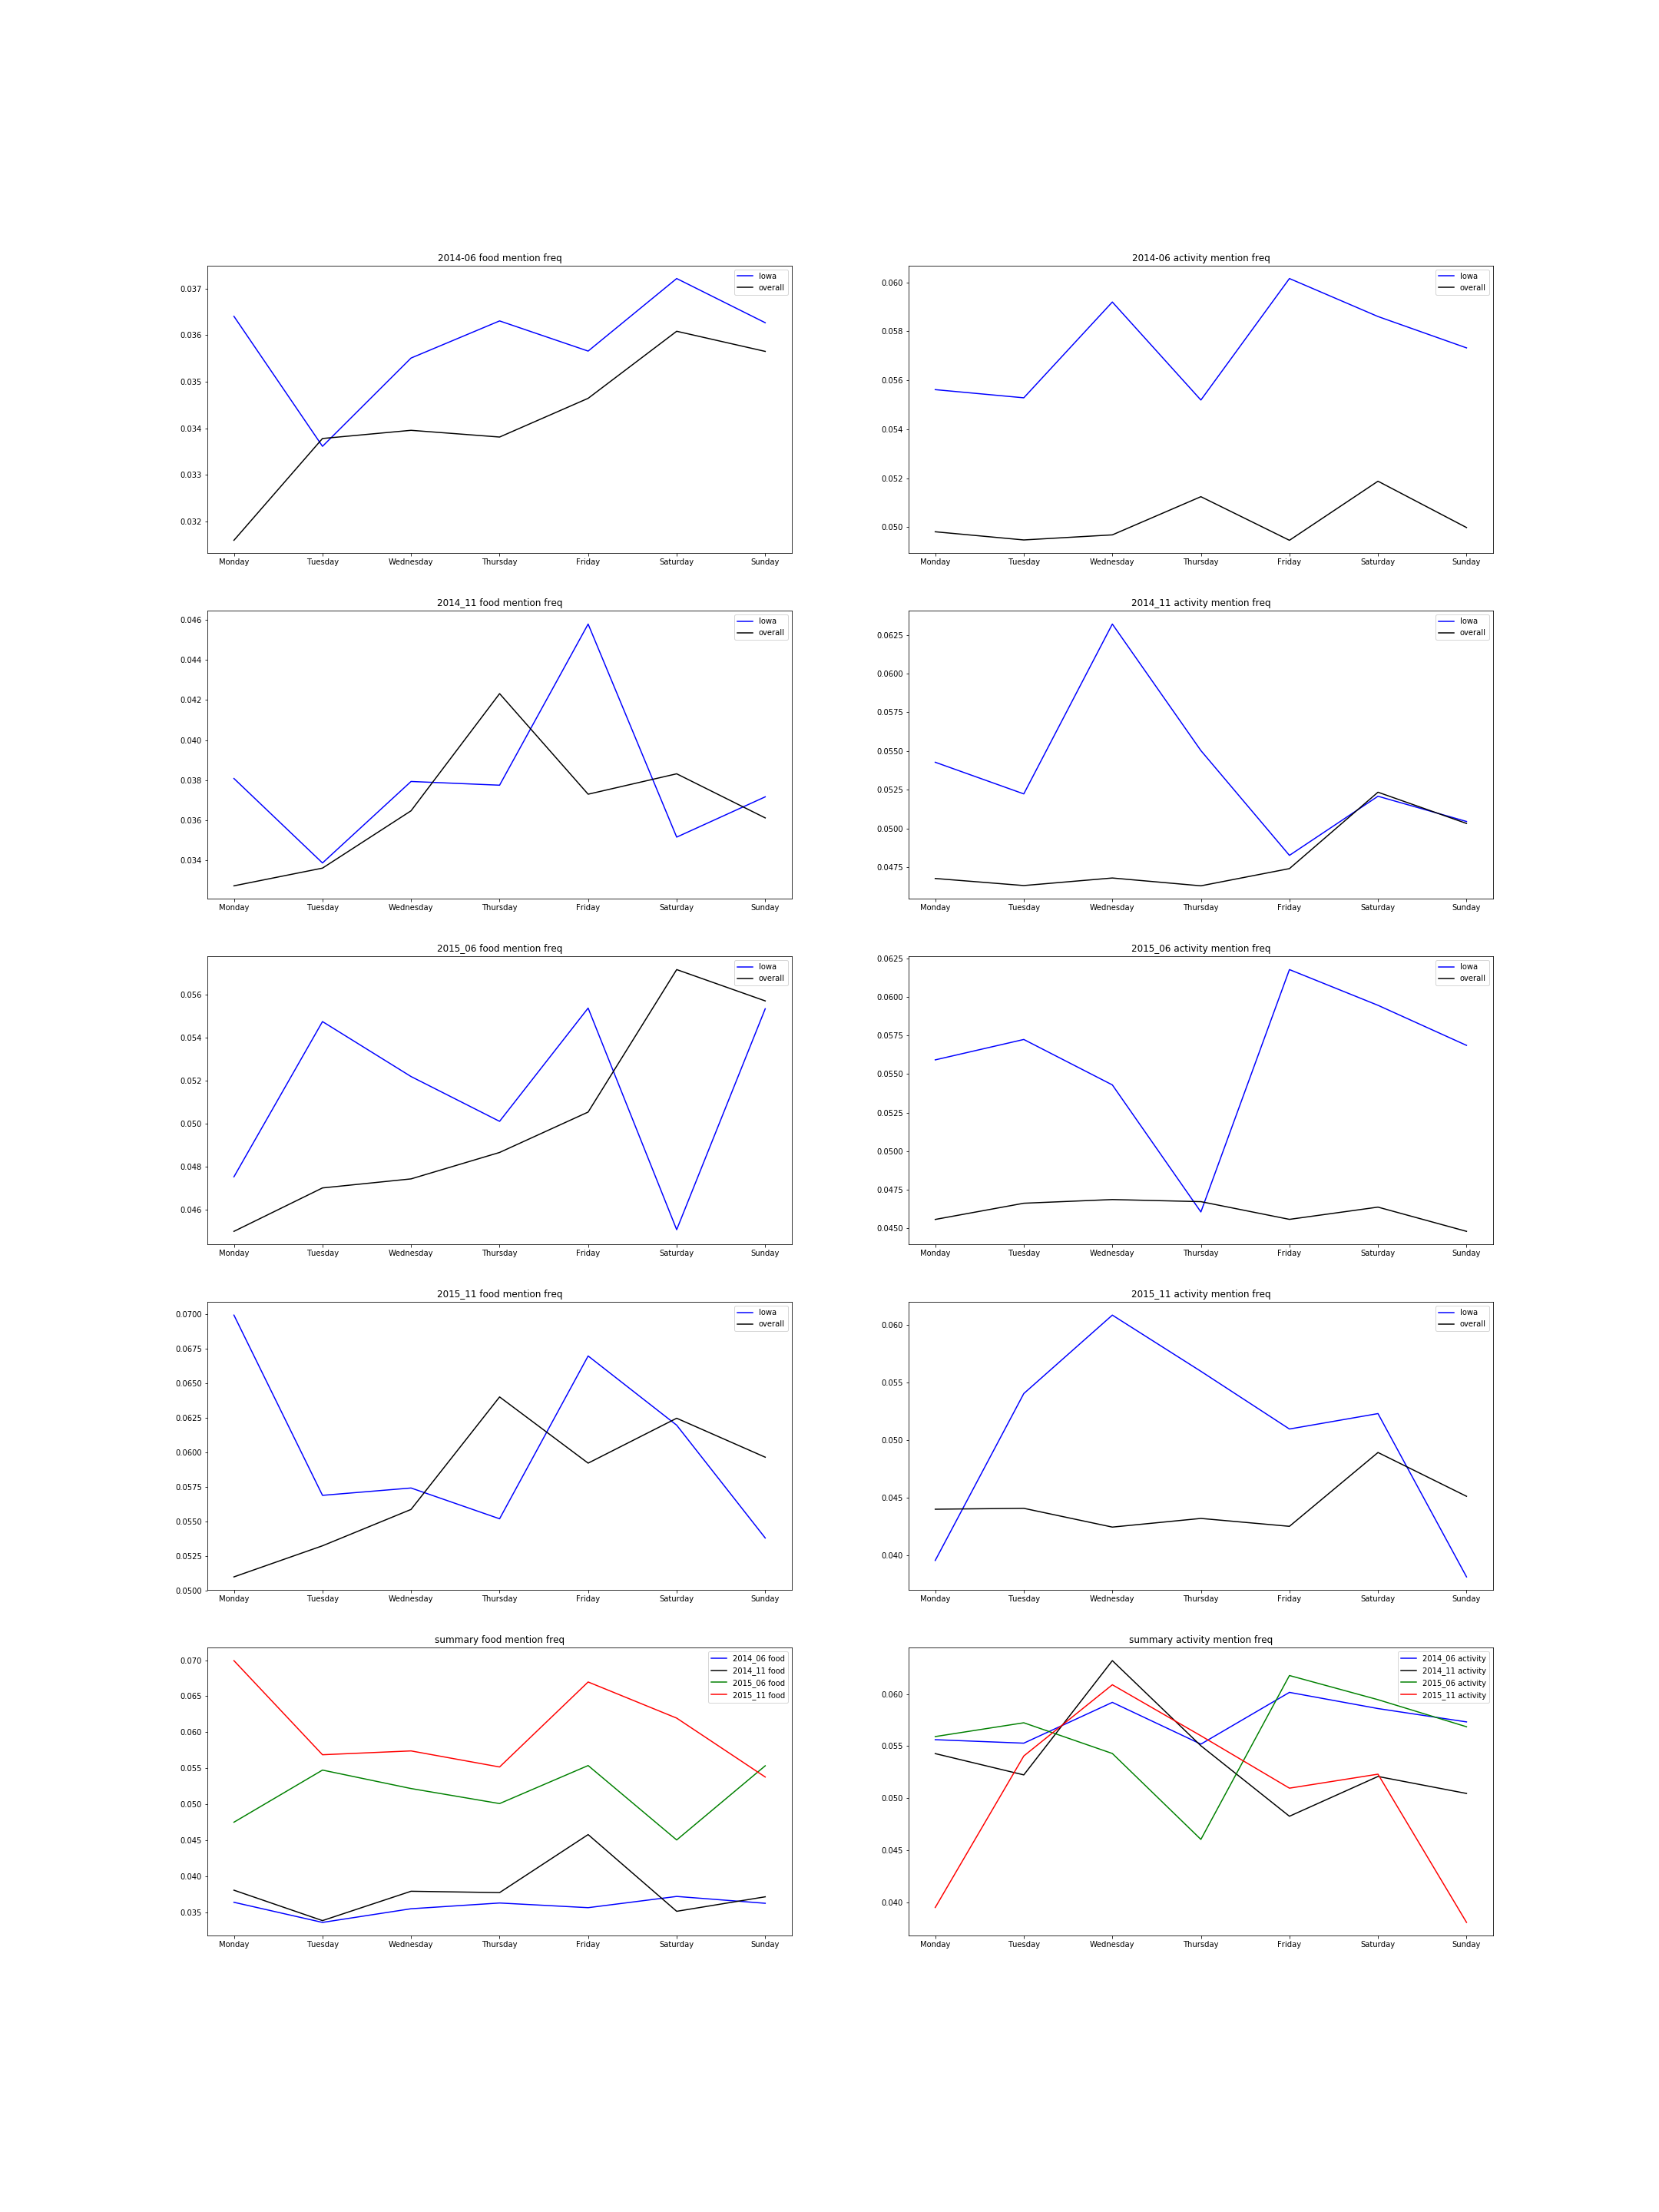 2014-06 food mention freq
Iowa
overall
0.037
0.036
0.035
0.034
0.033
0.032
Monday Tuesday Wednesday Thursday Friday Saturday Sunday
2014-06 activity mention freq
Iowa
overall
0.060
0.058
0.056
0.054
0.052
0.050
Monday Tuesday Wednesday Thursday Friday Saturday Sunday
2014_11 food mention freq
Iowa
overall
0.046
0.044
0.042
0.040
0.038
0.036
0.034
Monday Tuesday Wednesday Thursday Friday Saturday Sunday
2014_11 activity mention freq
Iowa
overall
0.0625
0.0600
0.0575
0.0550
0.0525
0.0500
0.0475
Monday Tuesday Wednesday Thursday Friday Saturday Sunday
2015_06 food mention freq
Iowa
overall
0.056
0.054
0.052
0.050
0.048
0.046
Monday Tuesday Wednesday Thursday Friday Saturday Sunday
2015_06 activity mention freq
Iowa
overall
0.0625
0.0600
0.0575
0.0550
0.0525
0.0500
0.0475
0.0450
Monday Tuesday Wednesday Thursday Friday Saturday Sunday
2015_11 food mention freq
Iowa
overall
0.0700
0.0675
0.0650
0.0625
0.0600
0.0575
0.0550
0.0525
0.0500
Monday Tuesday Wednesday Thursday Friday Saturday Sunday
2015_11 activity mention freq
Iowa
overall
0.060
0.055
0.050
0.045
0.040
Monday Tuesday Wednesday Thursday Friday Saturday Sunday
summary food mention freq
2014_06 food
2014_11 food
2015_06 food
2015_11 food
0.070
0.065
0.060
0.055
0.050
0.045
0.040
0.035
Monday Tuesday Wednesday Thursday Friday Saturday Sunday
summary activity mention freq
2014_06 activity
2014_11 activity
2015_06 activity
2015_11 activity
0.060
0.055
0.050
0.045
0.040
Monday Tuesday Wednesday Thursday Friday Saturday Sunday